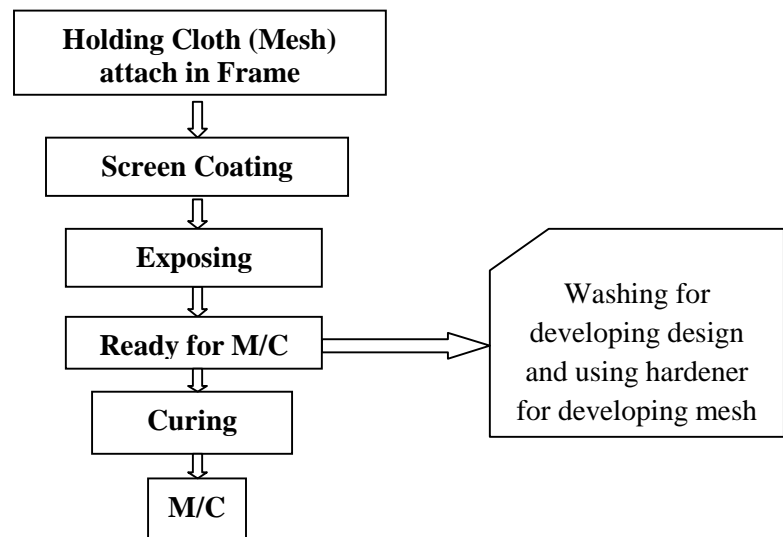 Holding Cloth (Mesh)
attach in Frame
Screen Coating
Exposing
Ready for M/C
Washing for
developing design
and using hardener
for developing mesh
Curing
M/C